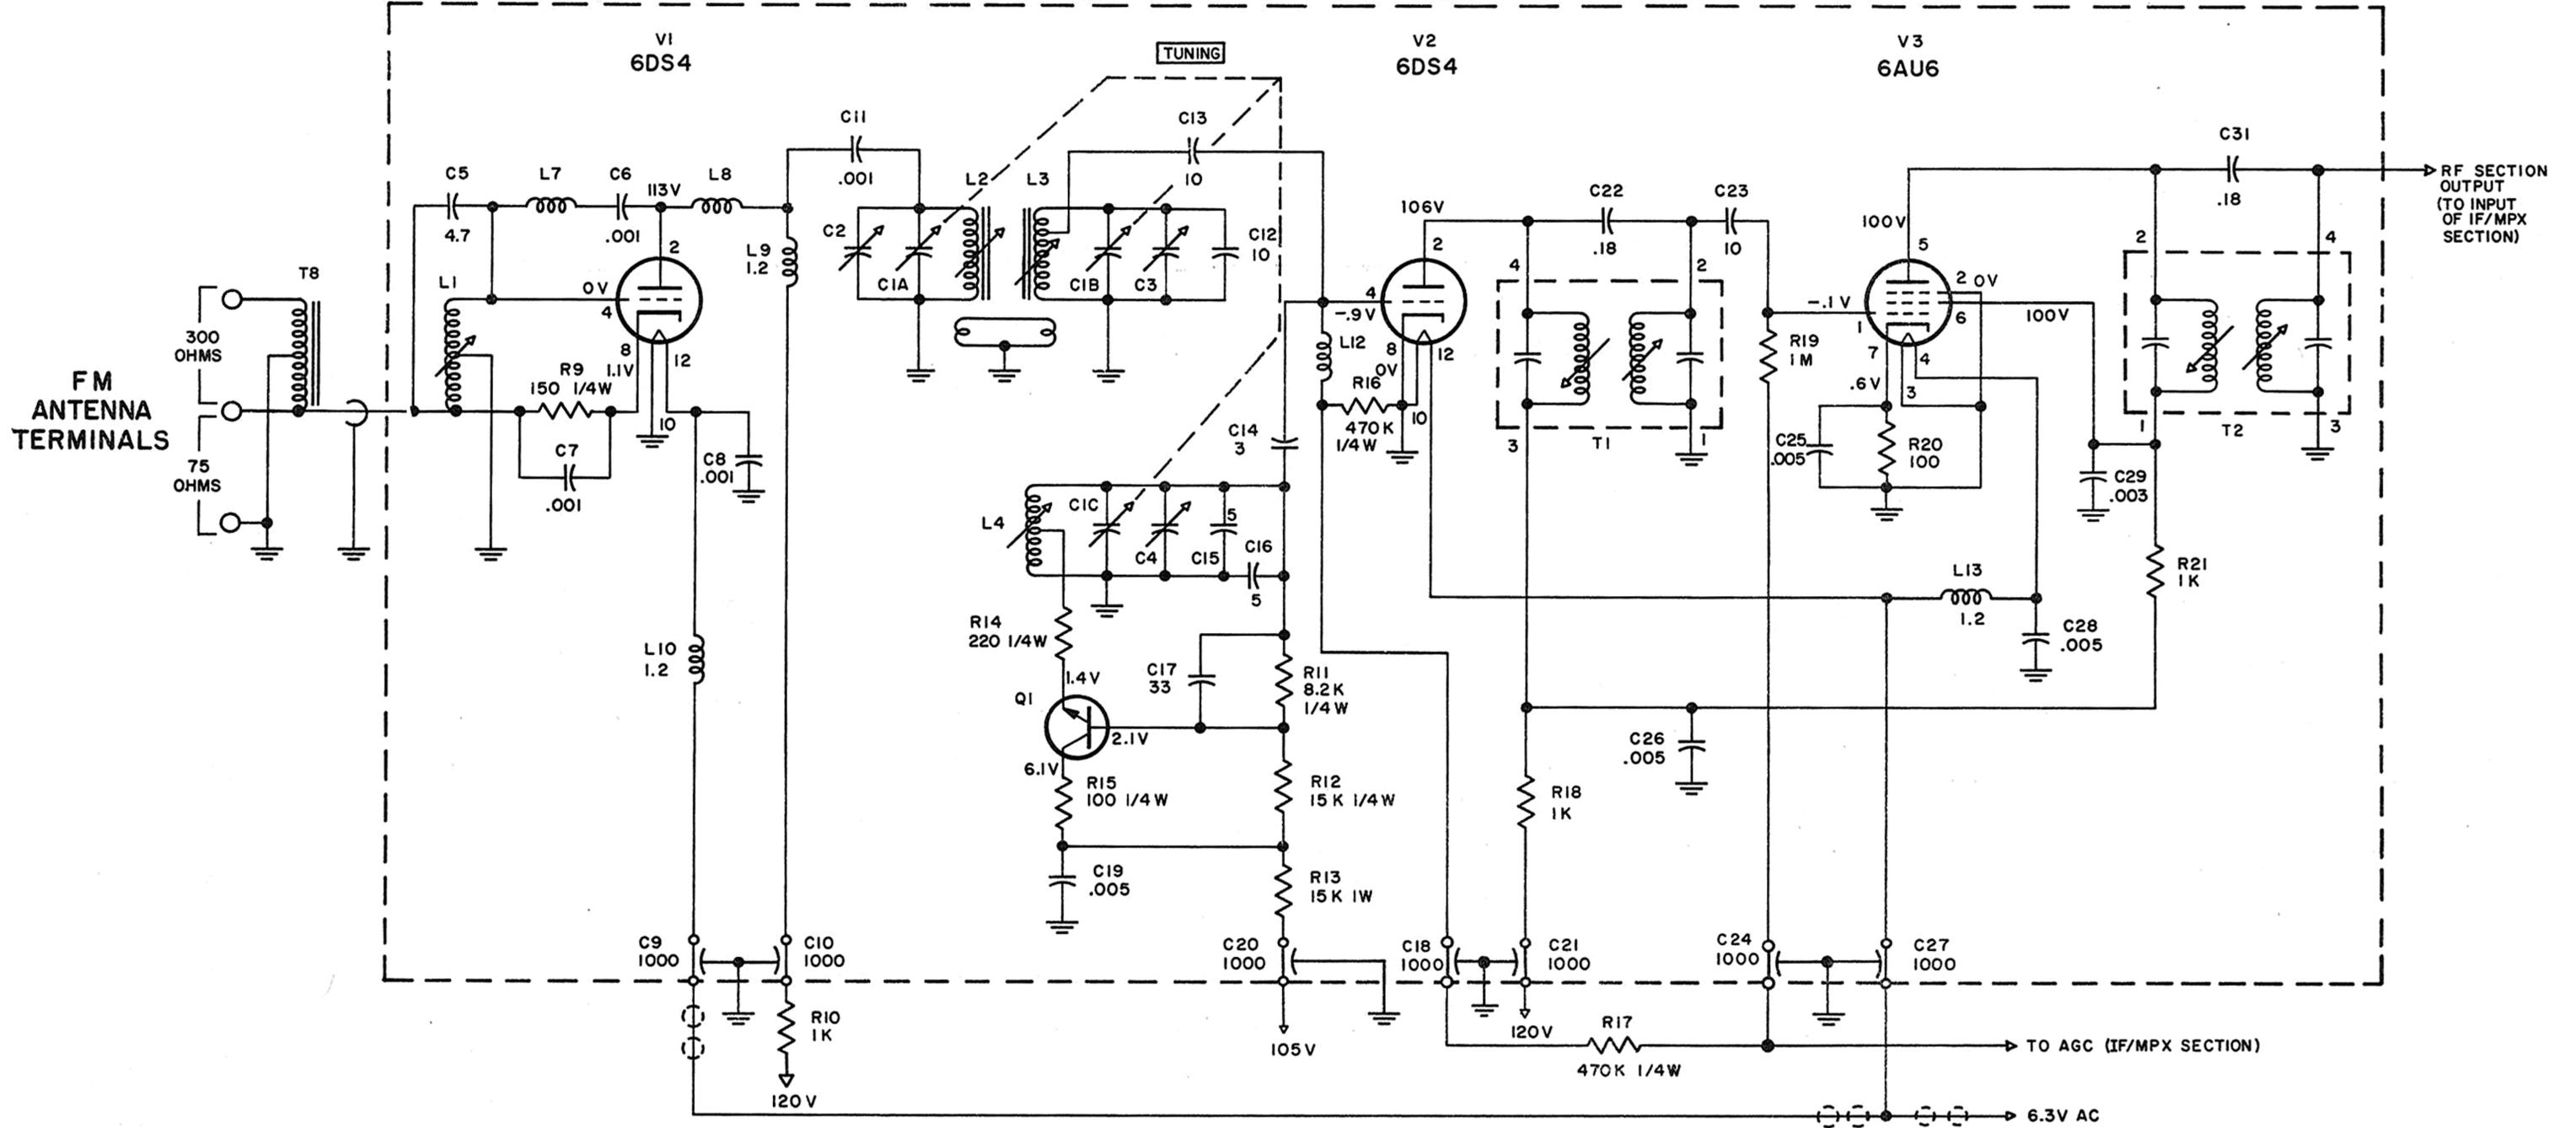 V1
6DS4
TUNING
V2
6DS4
V3
6AU6
C11
.001
C13
10
C31
.18
RF SECTION
OUTPUT
(TO INPUT
OF IF/MPX
SECTION)
C5
4.7
L7
C6
.001
113V
L8
L2
L3
C22
.18
C23
10
106V
100V
2
2
5
2
4
L9
1.2
C2
C1A
C1B
C3
C12
10
4
2
T8
L1
0V
4
4
-.9V
-.1V
1
2
0V
6
100V
300
OHMS
FM
ANTENNA
TERMINALS
75
OHMS
R9
150 1/4W
8
1.1V
12
10
C7
.001
C8
.001
L12
8
0V
12
10
R16
470K
1/4W
3
T1
1
R19
1M
7
.6V
3
4
C25
.005
R20
100
1
T2
3
C29
.003
C14
3
L4
C1C
C4
C15
5
C16
5
R14
220 1/4W
L10
1.2
L13
1.2
R21
1K
C28
.005
1.4V
Q1
2.1V
6.1V
C17
33
R11
8.2K
1/4W
C26
.005
R15
100 1/4W
R12
15K 1/4W
R18
1K
C19
.005
R13
15K 1W
C9
1000
C10
1000
C20
1000
C18
1000
C21
1000
C24
1000
C27
1000
R10
1K
120V
105V
120V
R17
470K 1/4W
TO AGC (IF/MPX SECTION)
6.3V AC